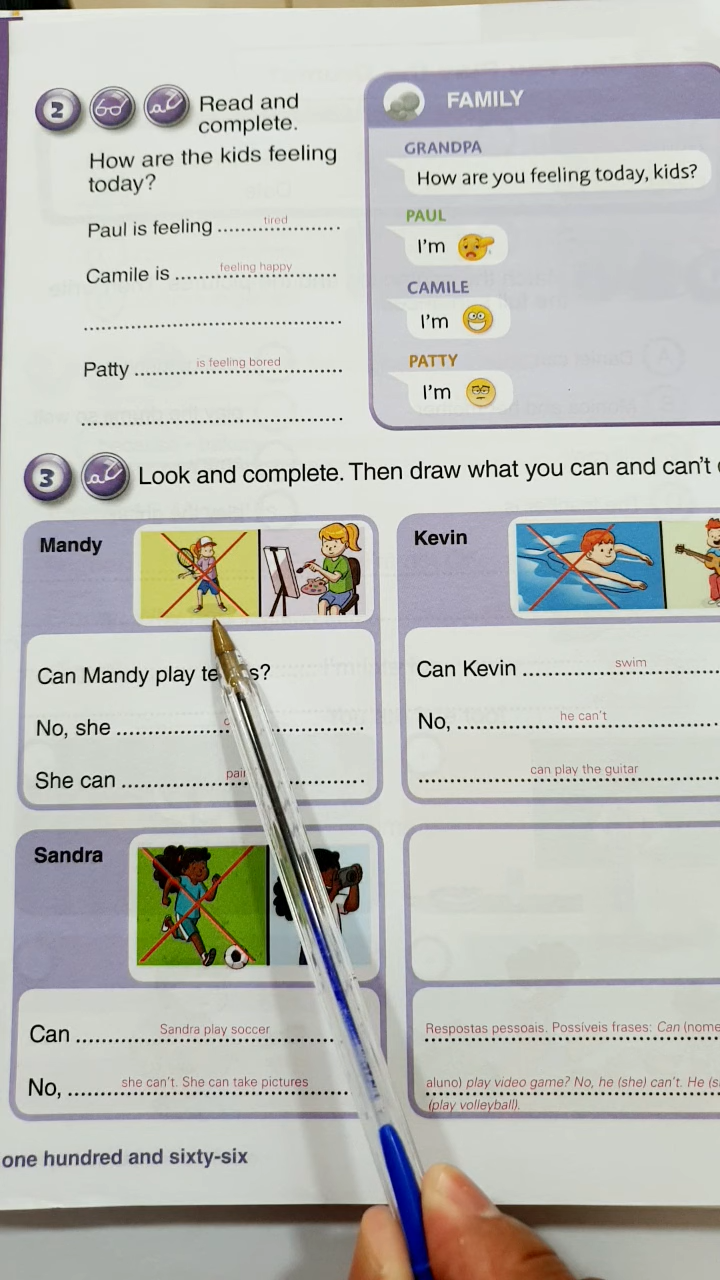 2 Read and
complete.
How are the kids feeling
today?
Paul is feeling tired
Camile is feeling happy
Patty is feeling bored
FAMILY
GRANDPA
How are you feeling today, kids?
PAUL
I'm
CAMILE
I'm
PATTY
I'm
3 Look and complete. Then draw what you can and can't
Mandy
Can Mandy play
No, she
She can
Kevin
Can Kevin swim
No, he can't
can play the guitar
Sandra
Can Sandra play soccer
No, she can't. She can take pictures
Respostas pessoais. Possíveis frases: Can (nome
aluno) play video game? No, he (she) can't. He
(play volleyball).
one hundred and sixty-six